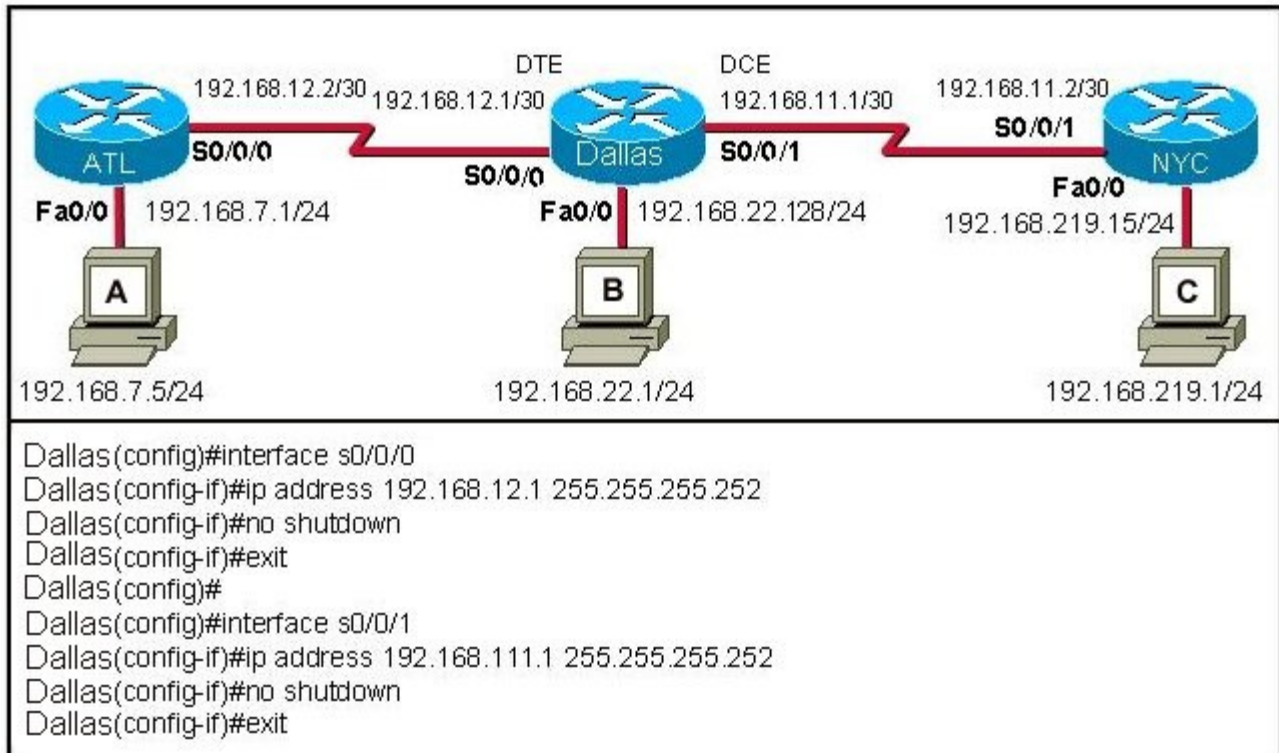 DTE
DCE
192.168.12.2/30
192.168.12.1/30
192.168.11.1/30
192.168.11.2/30
ATL
S0/0/0
S0/0/0
Dallas
S0/0/1
S0/0/1
NYC
Fa0/0
192.168.7.1/24
Fa0/0
192.168.22.128/24
Fa0/0
192.168.219.15/24
A
B
C
192.168.7.5/24
192.168.22.1/24
192.168.219.1/24
Dallas(config)#interface s0/0/0
Dallas(config-if)#ip address 192.168.12.1 255.255.255.252
Dallas(config-if)#no shutdown
Dallas(config-if)#exit
Dallas(config)#
Dallas(config)#interface s0/0/1
Dallas(config-if)#ip address 192.168.111.1 255.255.255.252
Dallas(config-if)#no shutdown
Dallas(config-if)#exit